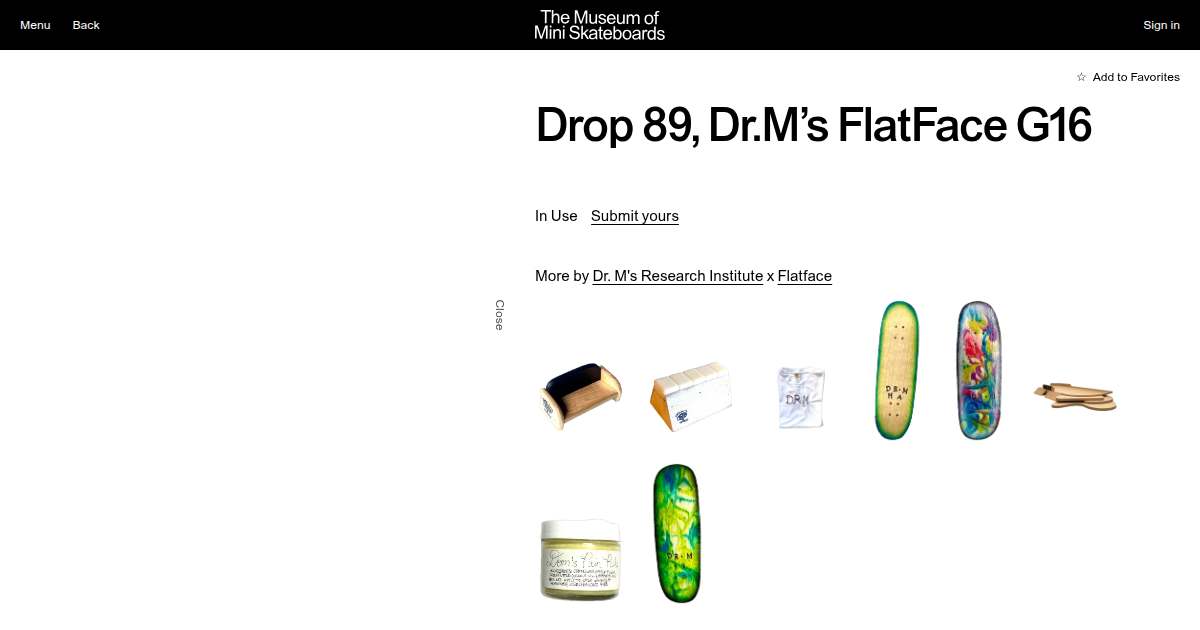 Menu
Back
The Museum of
Mini Skateboards
Sign in
☆ Add to Favorites
Drop 89, Dr.M’s FlatFace G16
In Use
Submit yours
More by Dr. M's Research Institute x Flatface
Close
DRM
DR•M
DR•M